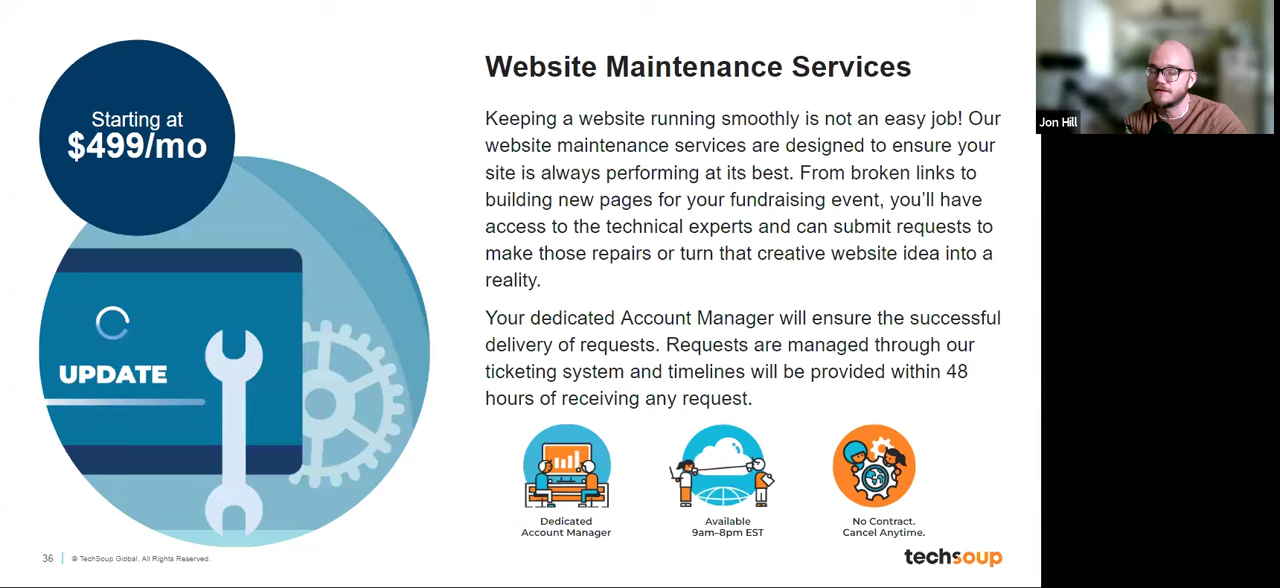 Starting at
$499/mo
UPDATE
Website Maintenance Services
Keeping a website running smoothly is not an easy job! Our
website maintenance services are designed to ensure your
site is always performing at its best. From broken links to
building new pages for your fundraising event, you’ll have
access to the technical experts and can submit requests to
make those repairs or turn that creative website idea into a
reality.
Your dedicated Account Manager will ensure the successful
delivery of requests. Requests are managed through our
ticketing system and timelines will be provided within 48
hours of receiving any request.
Dedicated
Account Manager
Available
9am–8pm EST
No Contract.
Cancel Anytime.
36
© TechSoup Global. All Rights Reserved.
techsoup
Jon Hill